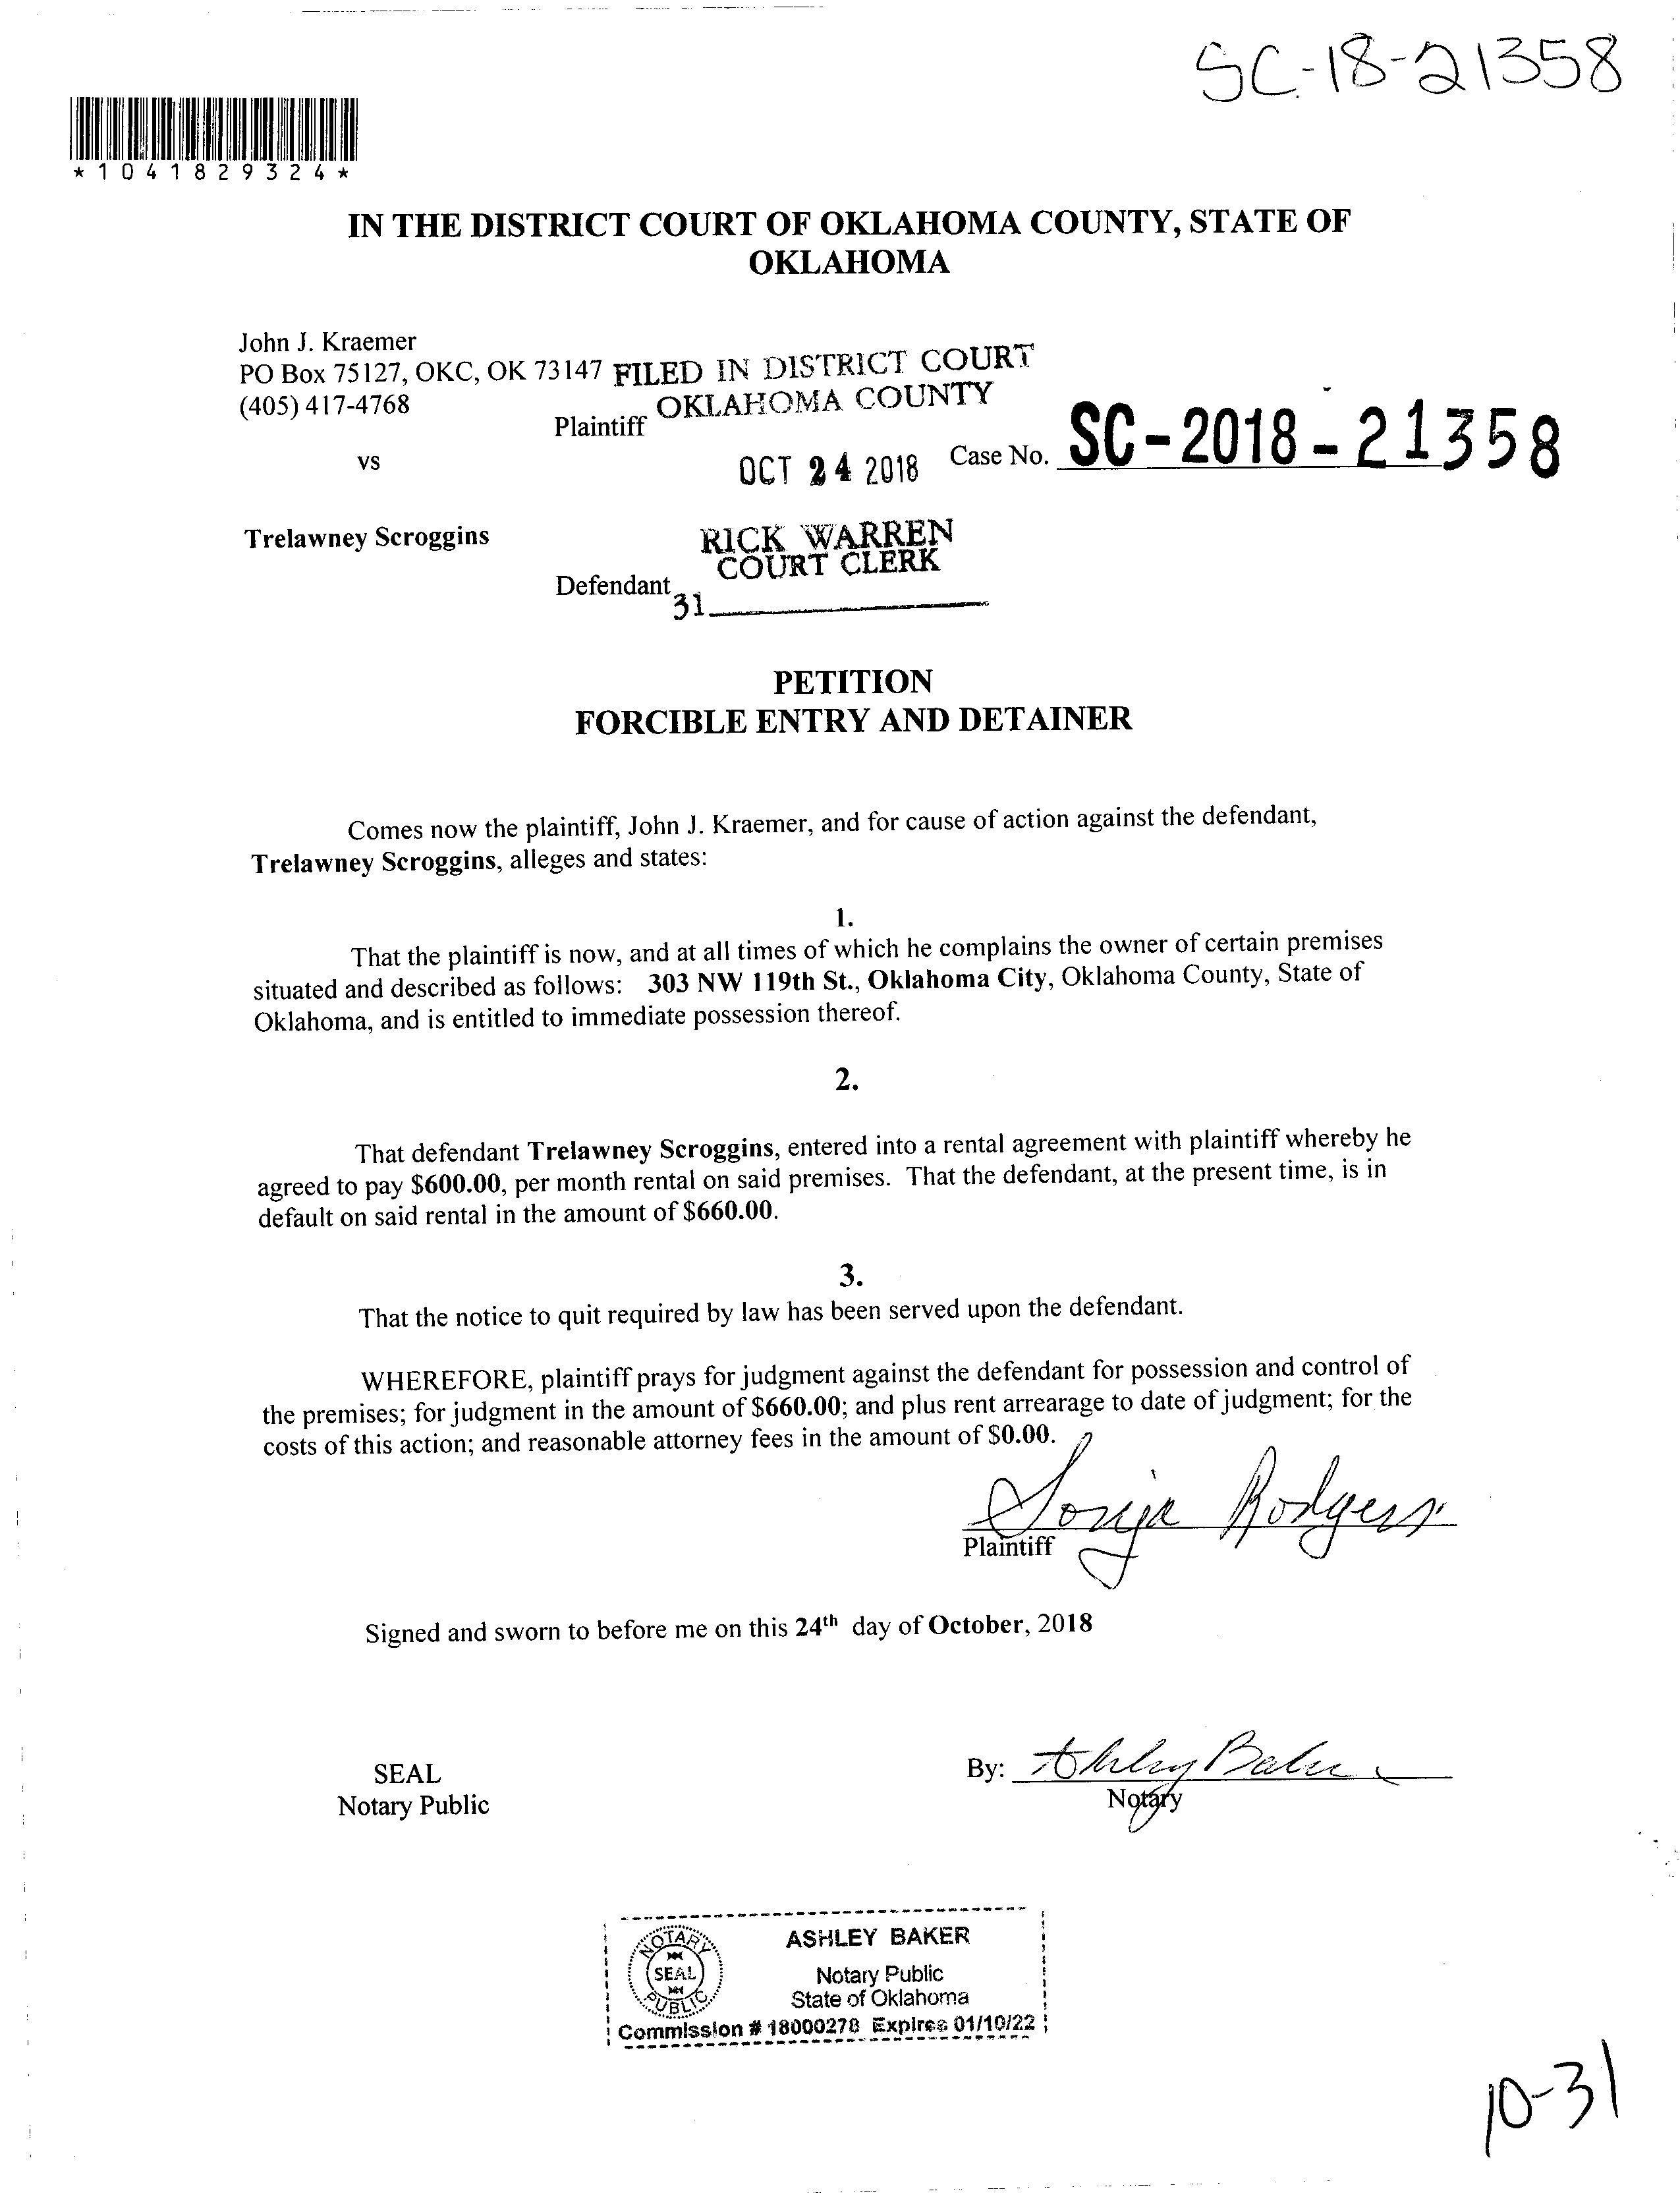 SC-18-21358
*1041829324*
IN THE DISTRICT COURT OF OKLAHOMA COUNTY, STATE OF
OKLAHOMA
John J. Kraemer
PO Box 75127, OKC, OK 73147 FILED IN DISTRICT COURT
(405) 417-4768 OKLAHOMA COUNTY
Plaintiff
vs OCT 24 2018 Case No. SC-2018-21358
Trelawney Scroggins RICK WARREN
COURT CLERK
Defendant
31
PETITION
FORCIBLE ENTRY AND DETAINER
Comes now the plaintiff, John J. Kraemer, and for cause of action against the defendant,
Trelawney Scroggins, alleges and states:
1.
That the plaintiff is now, and at all times of which he complains the owner of certain premises
situated and described as follows: 303 NW 119th St., Oklahoma City, Oklahoma County, State of
Oklahoma, and is entitled to immediate possession thereof.
2.
That defendant Trelawney Scroggins, entered into a rental agreement with plaintiff whereby he
agreed to pay $600.00, per month rental on said premises. That the defendant, at the present time, is in
default on said rental in the amount of $660.00.
3.
That the notice to quit required by law has been served upon the defendant.
WHEREFORE, plaintiff prays for judgment against the defendant for possession and control of
the premises; for judgment in the amount of $660.00; and plus rent arrearage to date of judgment; for the
costs of this action; and reasonable attorney fees in the amount of $0.00.
Sonja Rodgers
Plaintiff
Signed and sworn to before me on this 24th day of October, 2018
SEAL By: Ashley Baker
Notary Public Notary
NOTARY
SEAL
PUBLIC
ASHLEY BAKER
Notary Public
State of Oklahoma
Commission # 18000278 Expires 01/10/22
10-31